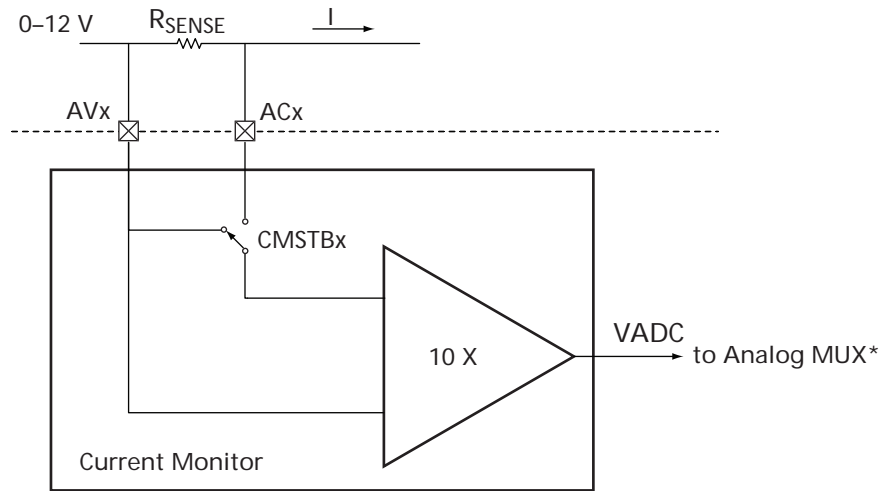 0–12 V
RSENSE
I
AVx
ACx
CMSTBx
10 X
VADC
to Analog MUX*
Current Monitor